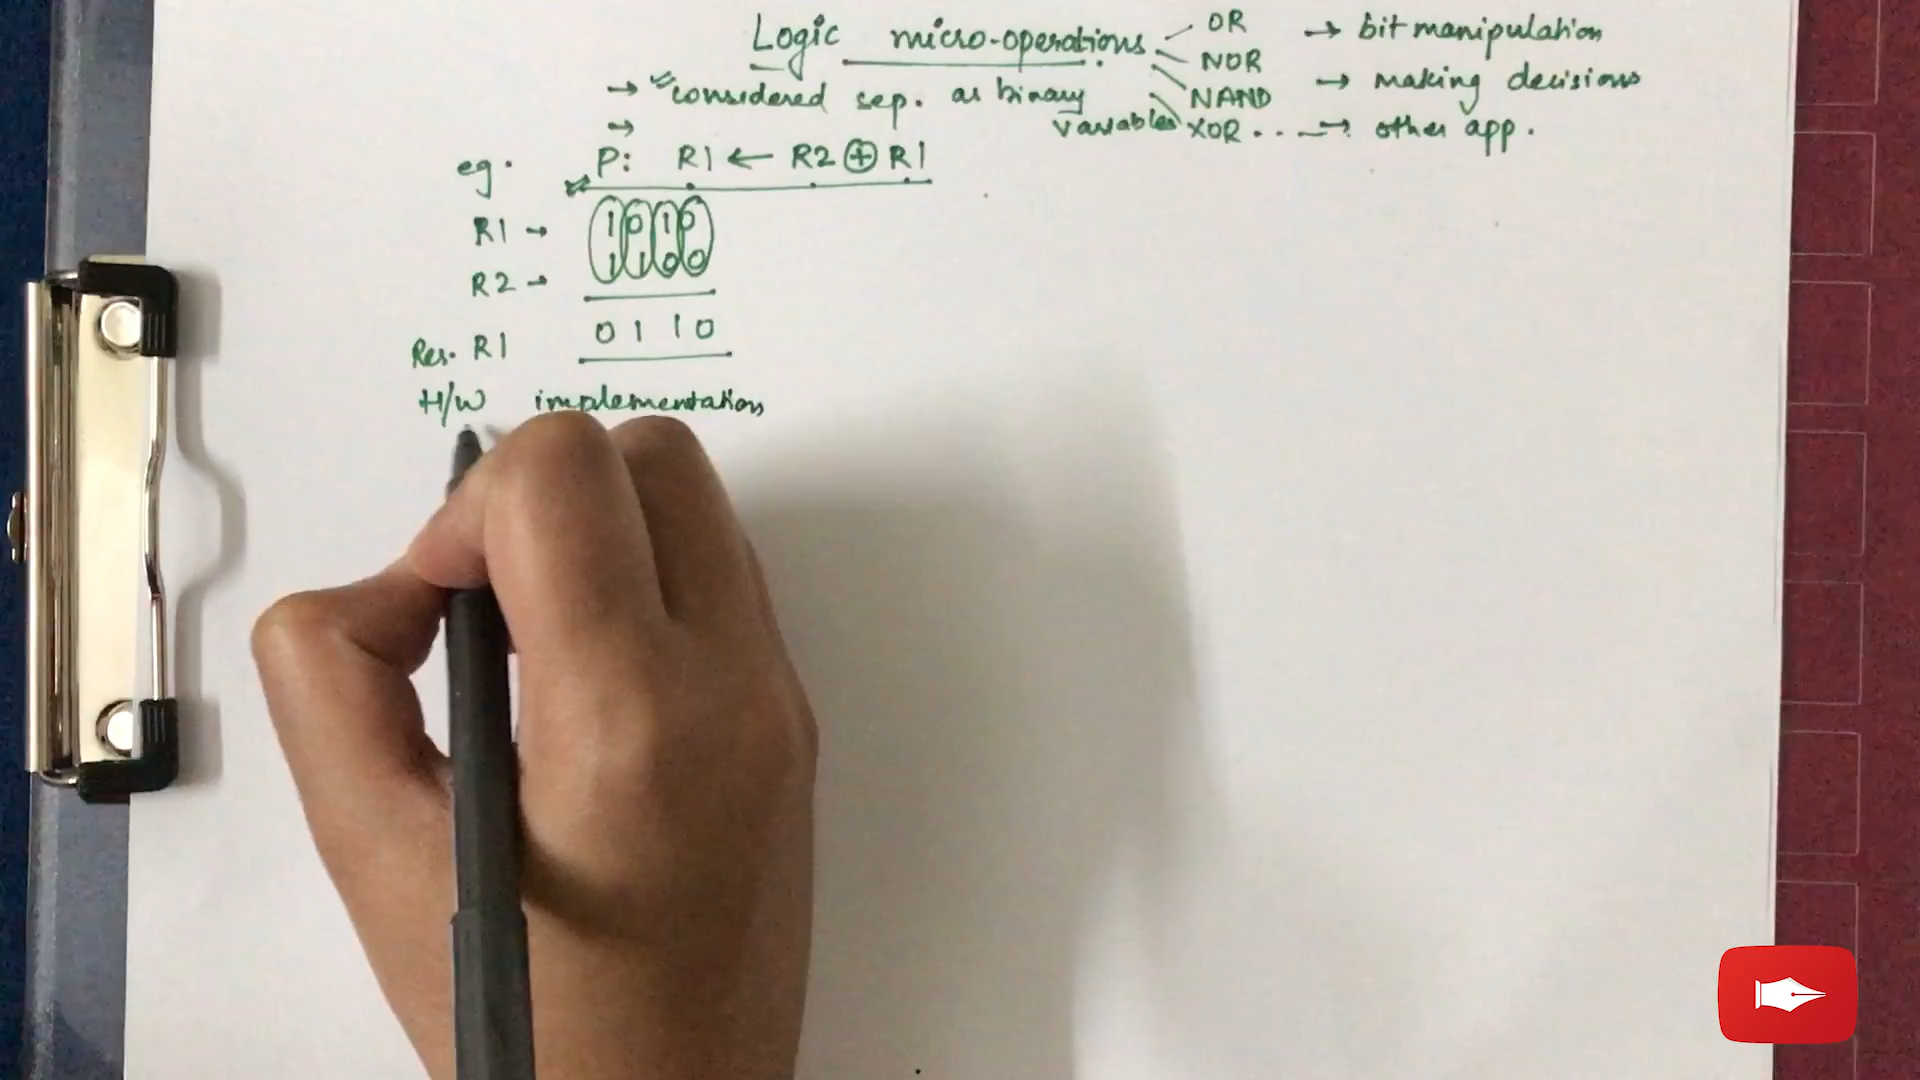 Logic micro-operations
OR → bit manipulation
NOR
→ considered sep. as binary variables
NAND → making decisions
XOR . . — → other app.
→
eg. P: R1 ← R2 ⊕ R1
R1 → 1 0 1 0
R2 → 1 1 0 0
0 1 1 0
Res. R1
H/W implementation